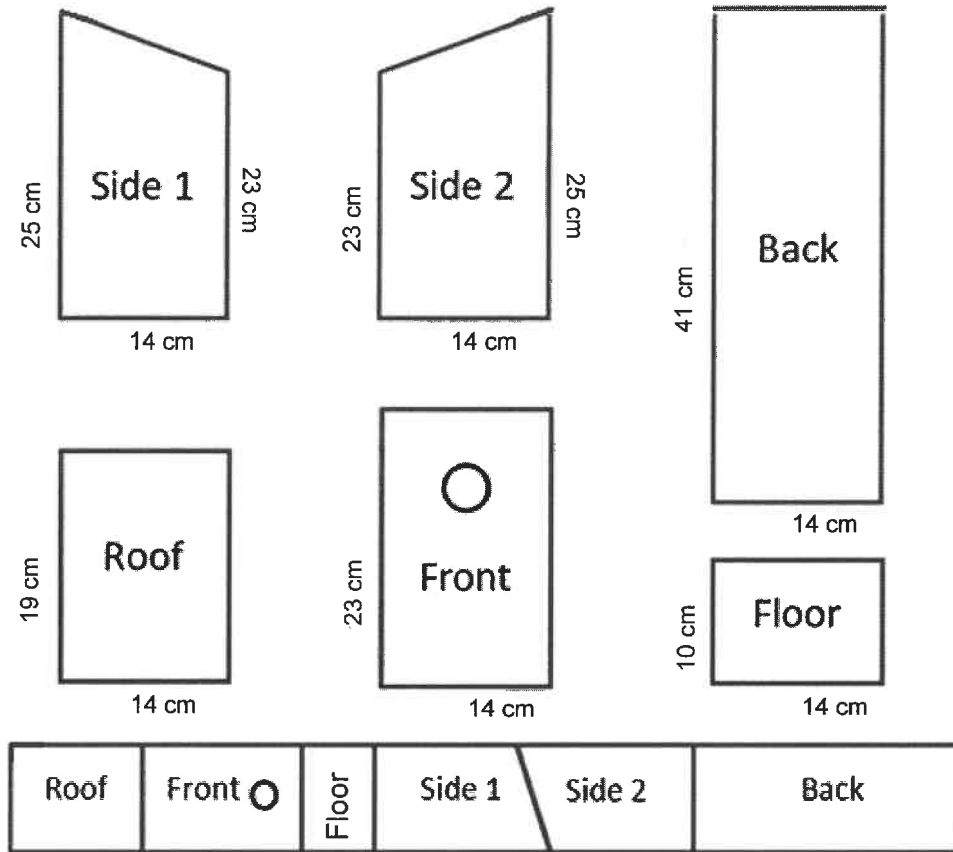 Side 1
25 cm
23 cm
14 cm
Side 2
23 cm
25 cm
14 cm
Back
41 cm
14 cm
Roof
19 cm
14 cm
Front
23 cm
14 cm
Floor
10 cm
14 cm
Roof
Front
Floor
Side 1
Side 2
Back